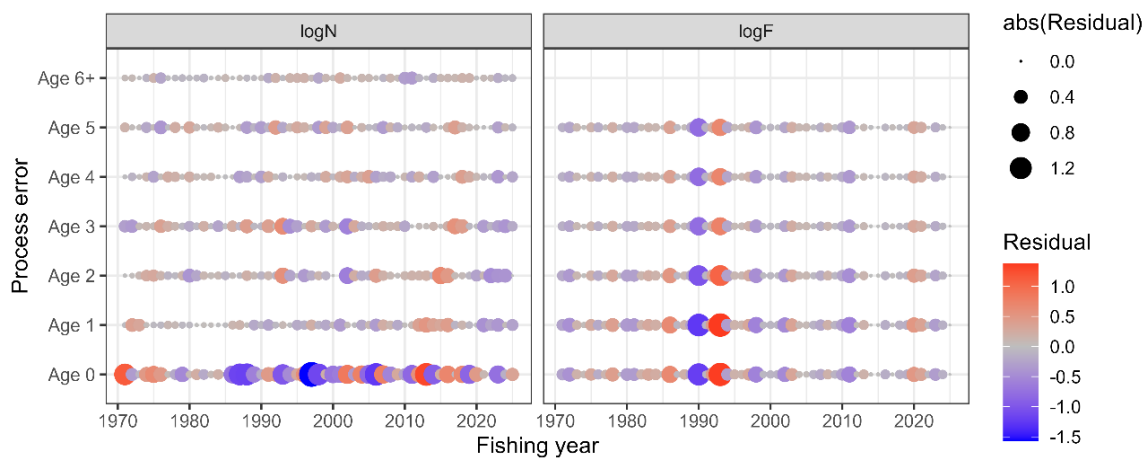 logN
logF
Process error
Age 6+
Age 5
Age 4
Age 3
Age 2
Age 1
Age 0
1970 1980 1990 2000 2010 2020
1970 1980 1990 2000 2010 2020
Fishing year
abs(Residual)
0.0
0.4
0.8
1.2
Residual
1.0
0.5
0.0
-0.5
-1.0
-1.5